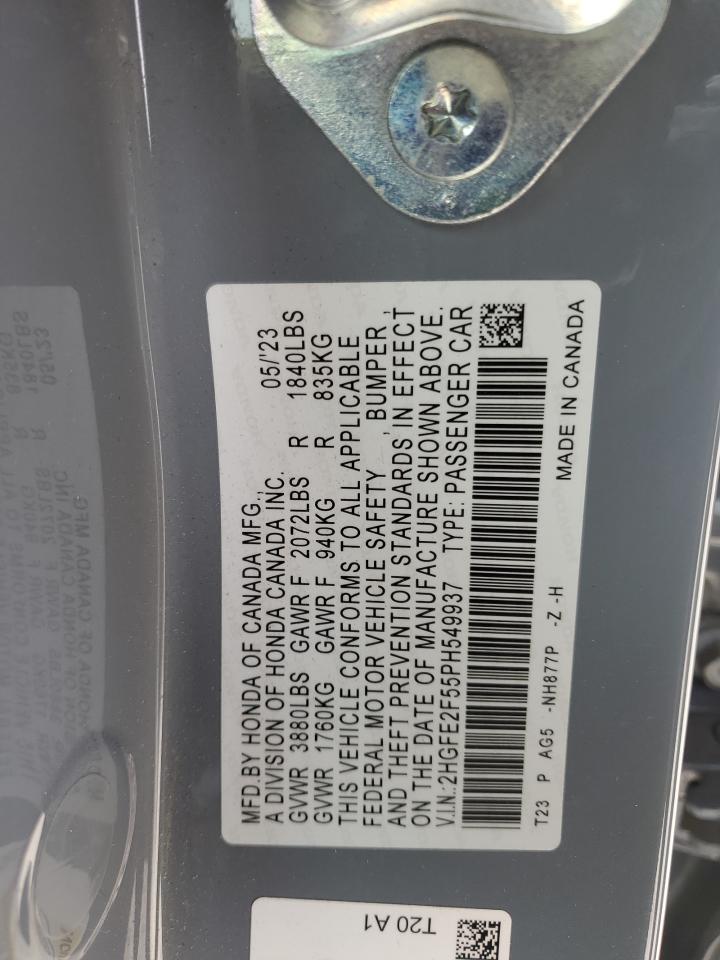 MFD.BY HONDA OF CANADA MFG.,
A DIVISION OF HONDA CANADA INC. 05/'23
GVWR 3880LBS GAWR F 2072LBS R 1840LBS
GVWR 1760KG GAWR F 940KG R 835KG
THIS VEHICLE CONFORMS TO ALL APPLICABLE
FEDERAL MOTOR VEHICLE SAFETY , BUMPER ,
AND THEFT PREVENTION STANDARDS IN EFFECT
ON THE DATE OF MANUFACTURE SHOWN ABOVE.
V.I.N.:2HGFE2F55PH549937 TYPE: PASSENGER CAR
T23 P AG5 -NH877P -Z -H
MADE IN CANADA
T20 A1